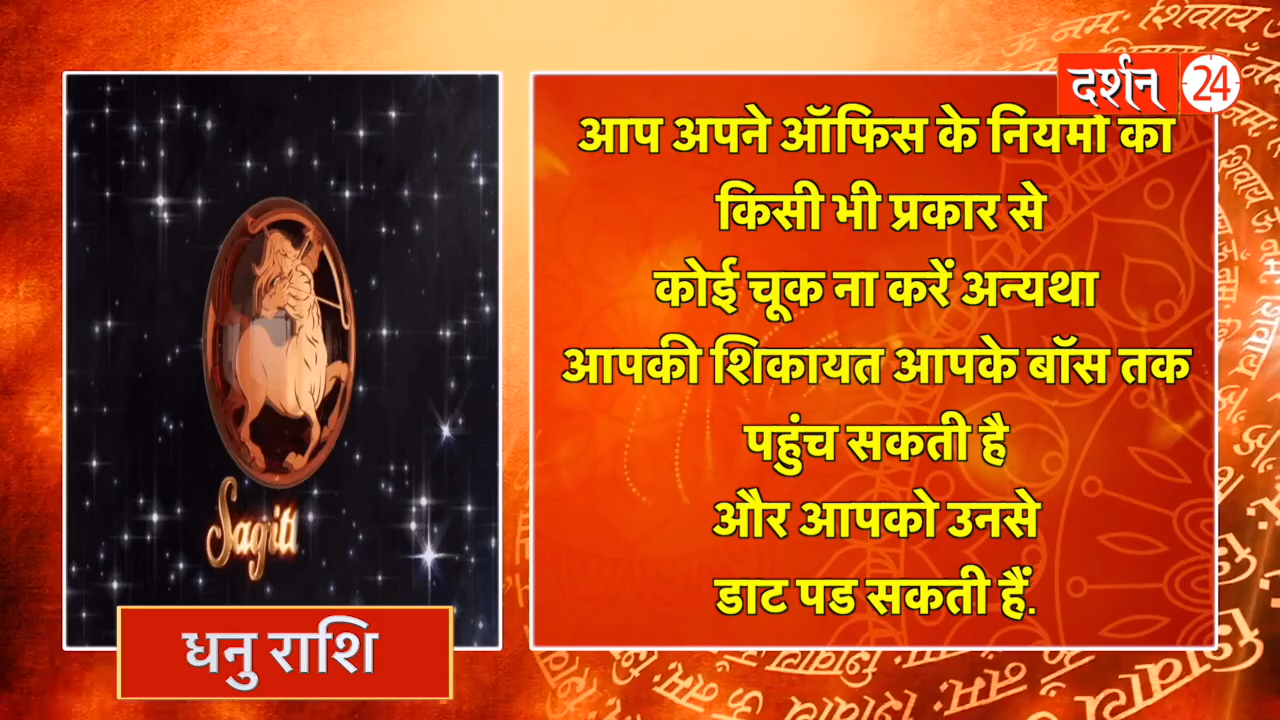 दर्शन 24
आप अपने ऑफिस के नियमों का
किसी भी प्रकार से
कोई चूक ना करें अन्यथा
आपकी शिकायत आपके बॉस तक
पहुंच सकती है
और आपको उनसे
डाट पड सकती हैं.
Sagitt
धनु राशि
ॐ नमः शिवाय